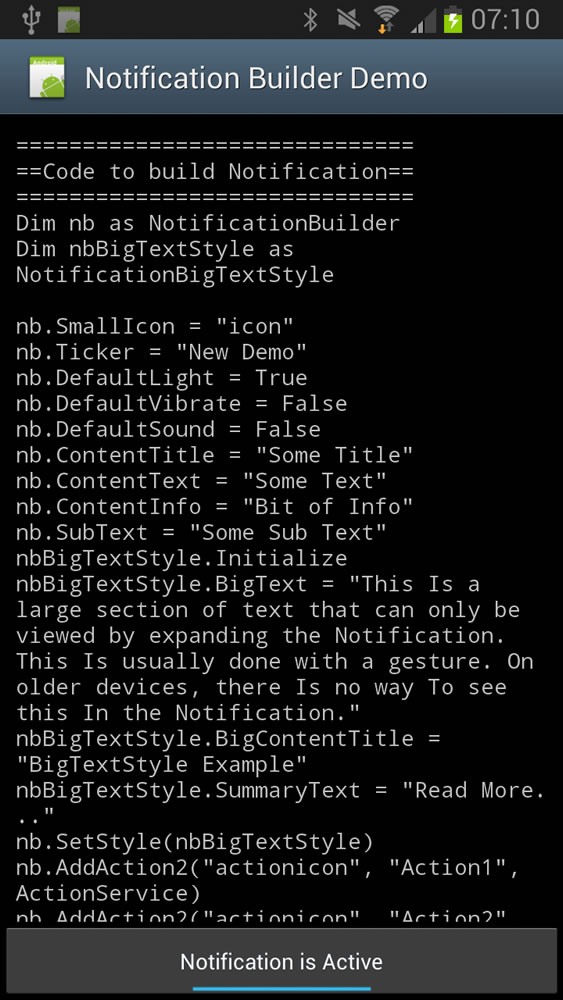 07:10
Android
Notification Builder Demo
==============================
==Code to build Notification==
==============================
Dim nb as NotificationBuilder
Dim nbBigTextStyle as
NotificationBigTextStyle
nb.SmallIcon = "icon"
nb.Ticker = "New Demo"
nb.DefaultLight = True
nb.DefaultVibrate = False
nb.DefaultSound = False
nb.ContentTitle = "Some Title"
nb.ContentText = "Some Text"
nb.ContentInfo = "Bit of Info"
nb.SubText = "Some Sub Text"
nbBigTextStyle.Initialize
nbBigTextStyle.BigText = "This Is a
large section of text that can only be
viewed by expanding the Notification.
This Is usually done with a gesture. On
older devices, there Is no way To see
this In the Notification."
nbBigTextStyle.BigContentTitle =
"BigTextStyle Example"
nbBigTextStyle.SummaryText = "Read More.
.."
nb.SetStyle(nbBigTextStyle)
nb.AddAction2("actionicon", "Action1",
ActionService)
nb.AddAction2("actionicon", "Action2"
Notification is Active